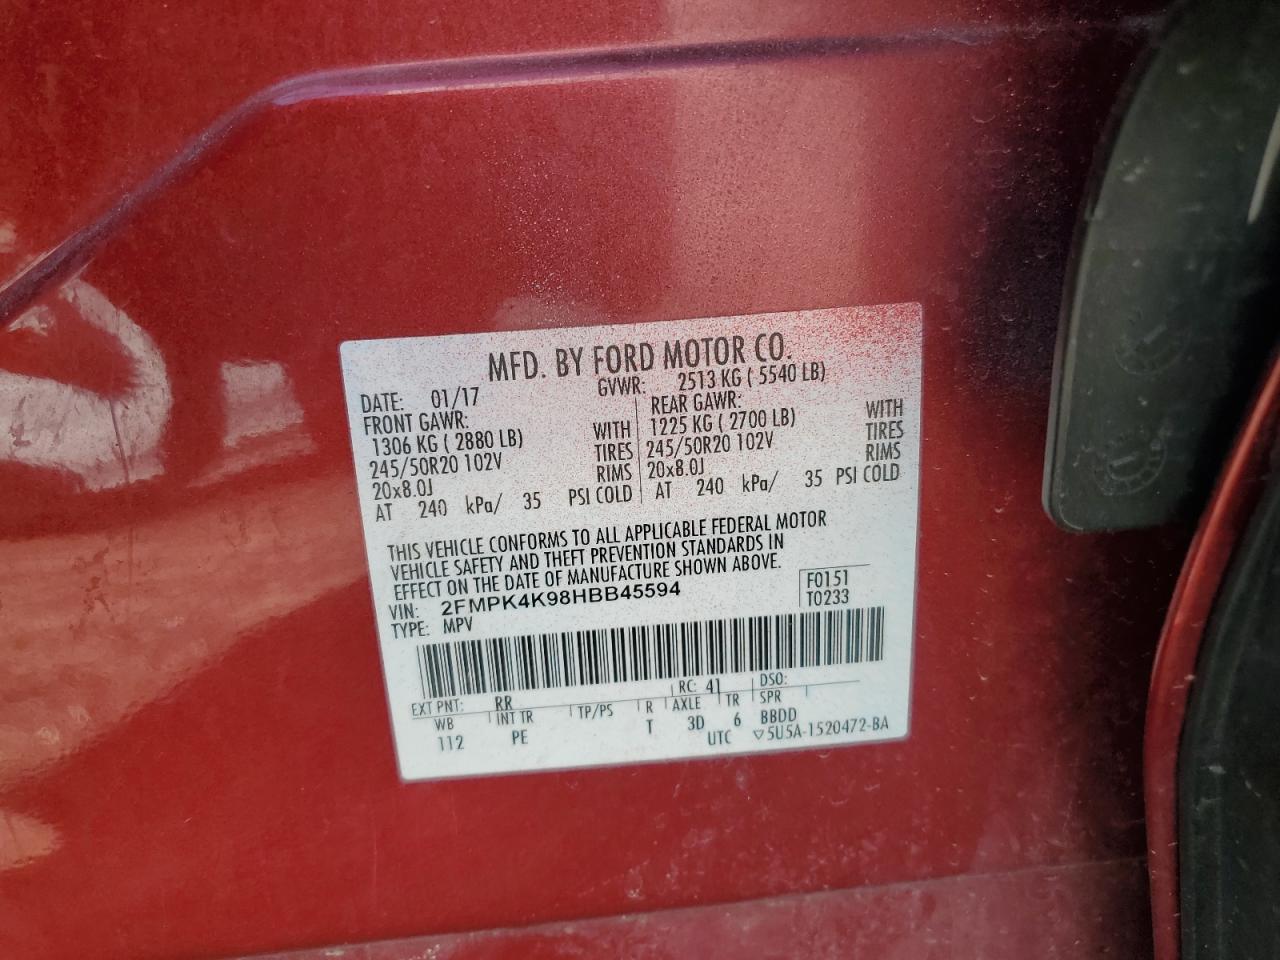 MFD. BY FORD MOTOR CO.
DATE: 01/17 GVWR: 2513 KG ( 5540 LB)
FRONT GAWR: REAR GAWR:
1306 KG ( 2880 LB) WITH 1225 KG ( 2700 LB) WITH
245/50R20 102V TIRES 245/50R20 102V TIRES
20x8.0J RIMS 20x8.0J RIMS
AT 240 kPa/ 35 PSI COLD AT 240 kPa/ 35 PSI COLD
THIS VEHICLE CONFORMS TO ALL APPLICABLE FEDERAL MOTOR
VEHICLE SAFETY AND THEFT PREVENTION STANDARDS IN
EFFECT ON THE DATE OF MANUFACTURE SHOWN ABOVE.
VIN: 2FMPK4K98HBB45594 F0151
TYPE: MPV T0233
EXT PNT: RR RC: 41 DSO:
WB INT TR TP/PS R AXLE TR SPR
112 PE T 3D 6 BBDD
UTC ▽5U5A-1520472-BA